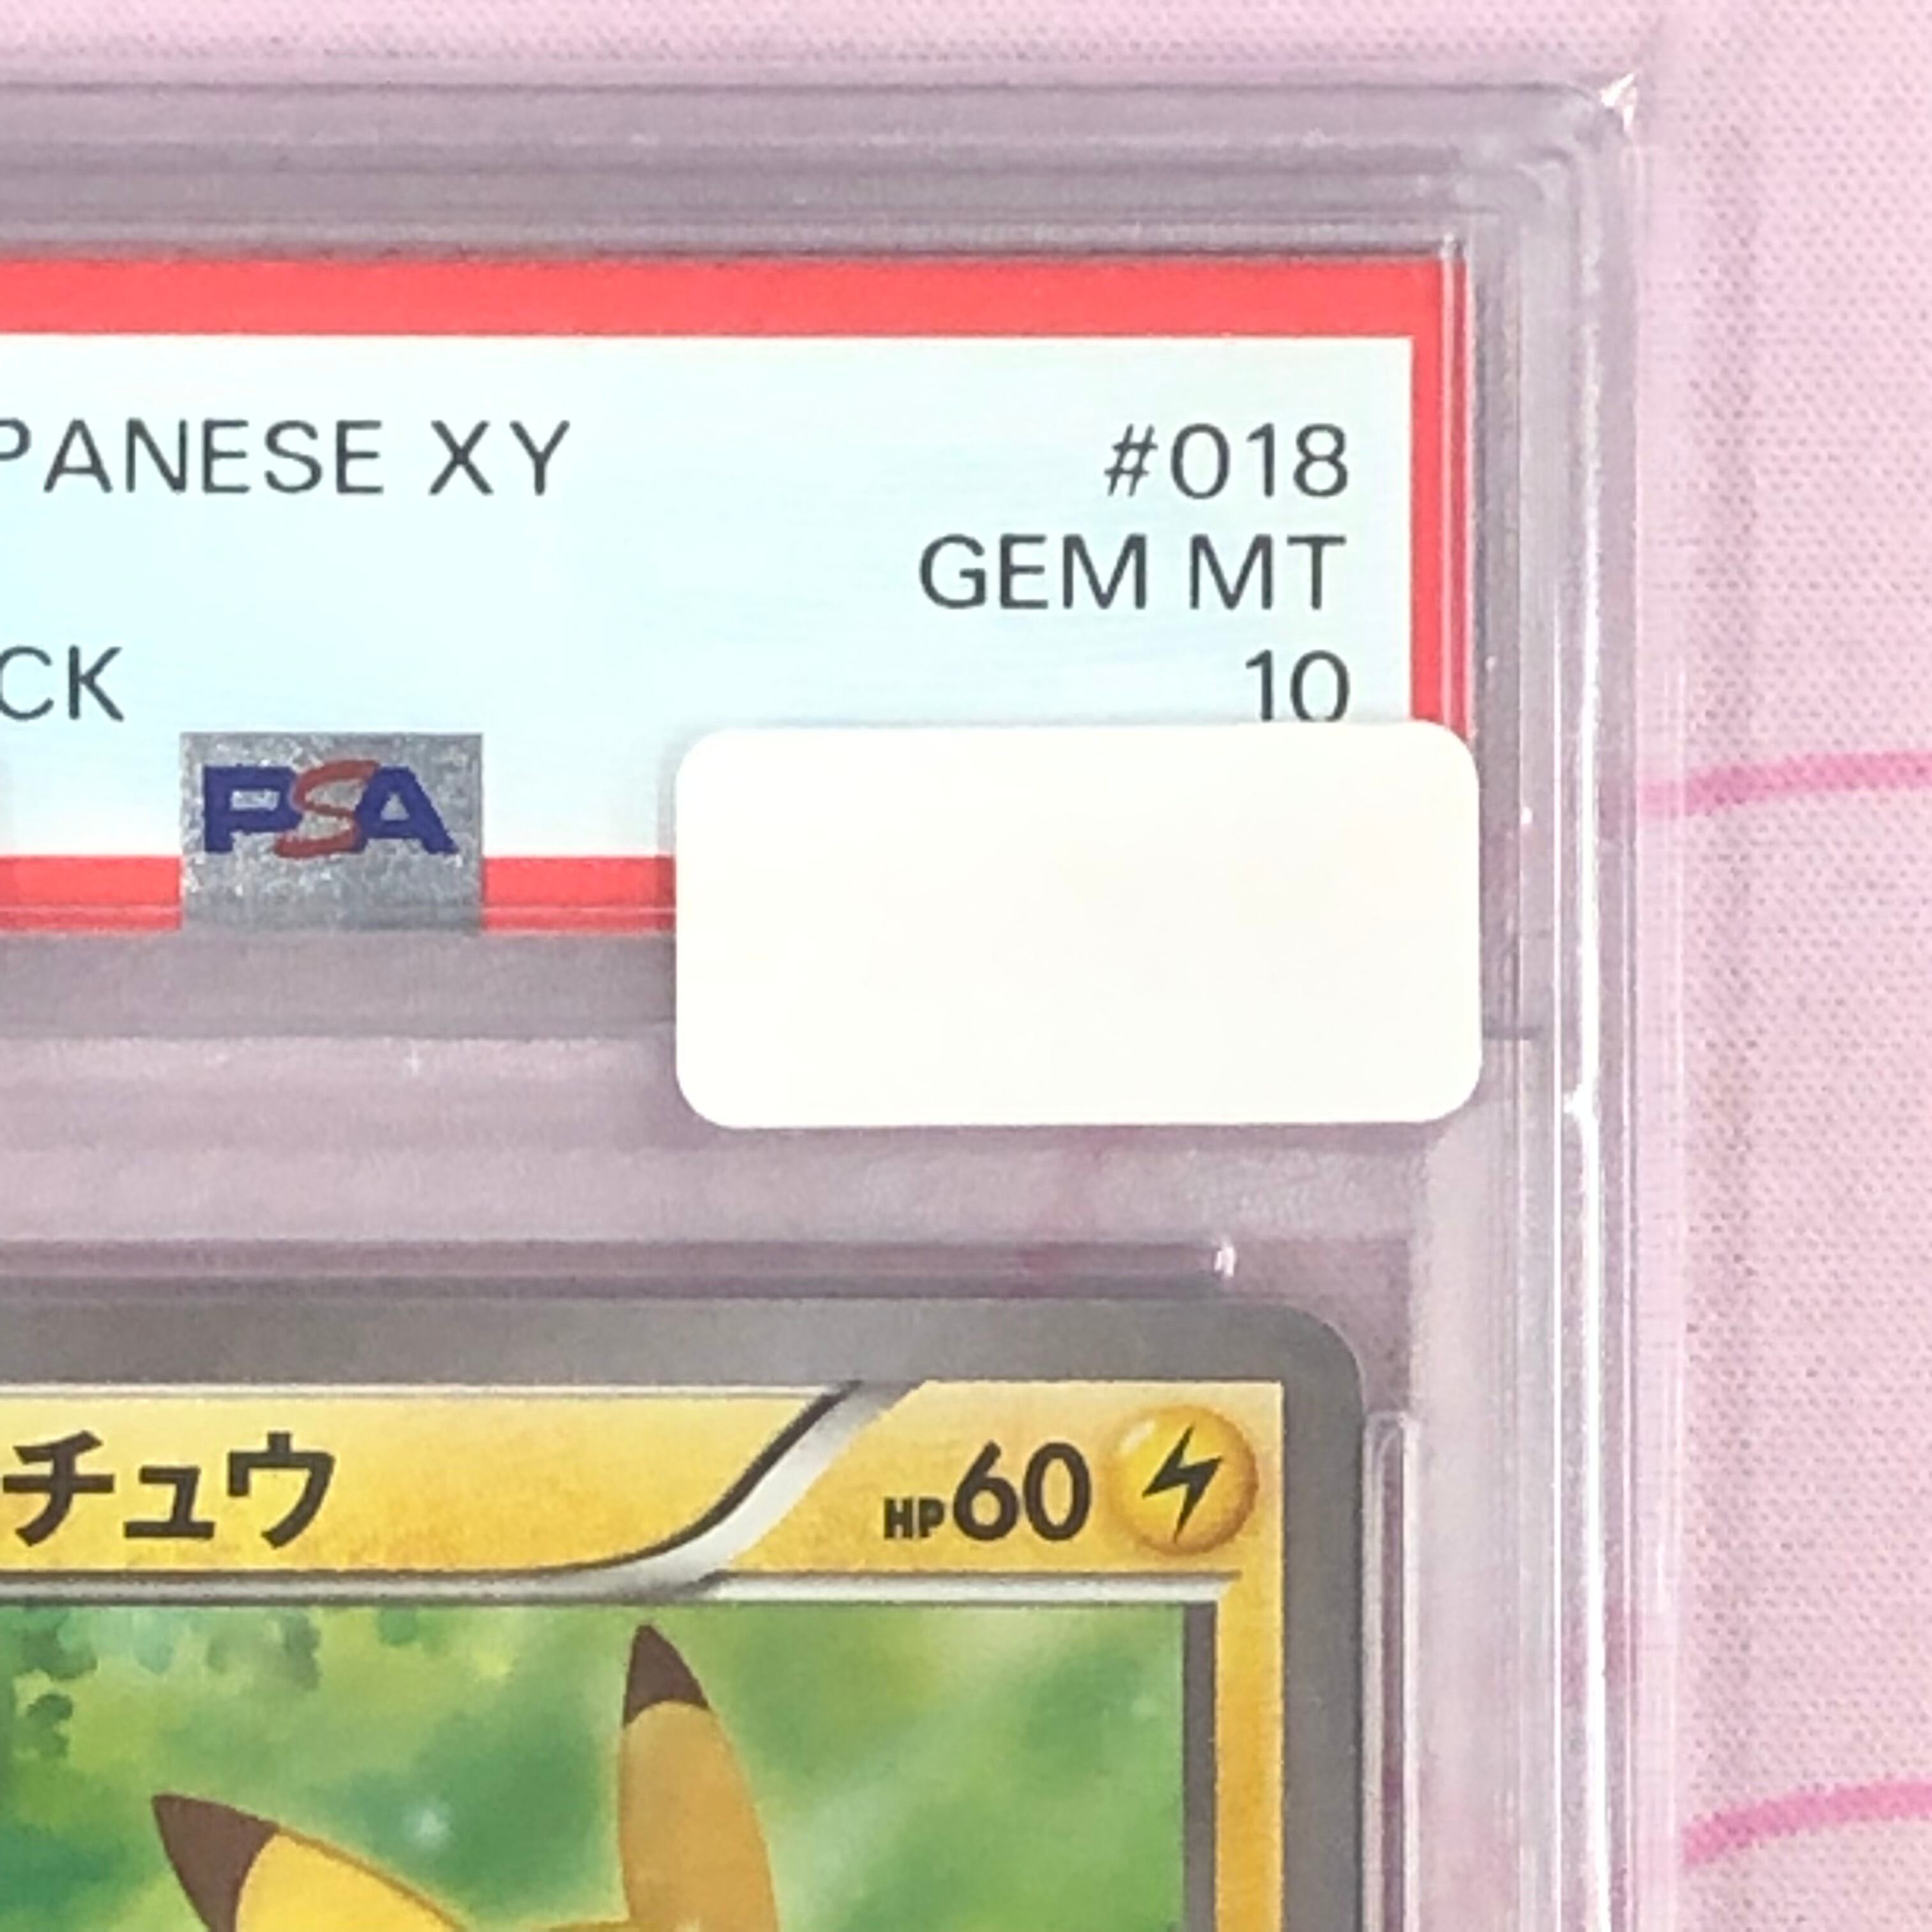 PANESE XY #018
GEM MT
CK 10
PSA
チュウ HP60